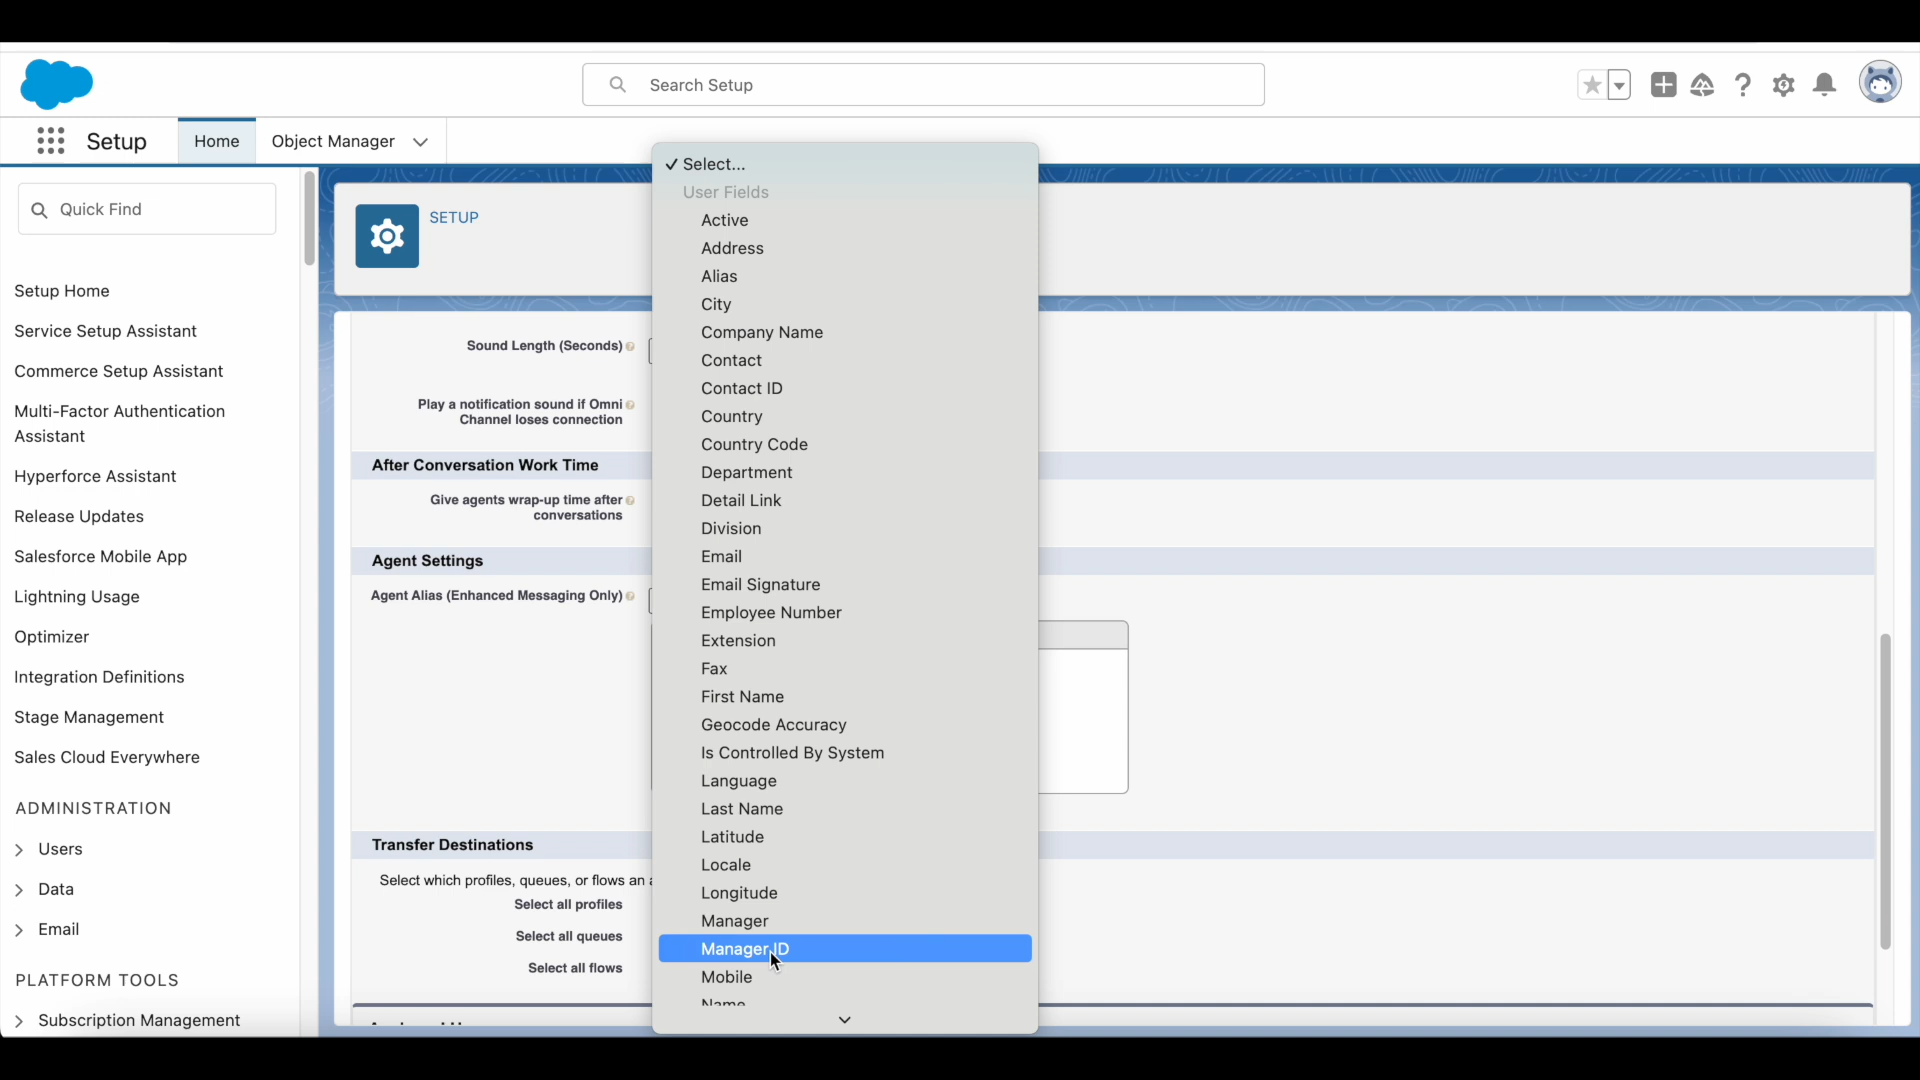 Search Setup
Setup
Home
Object Manager
Quick Find
Setup Home
Service Setup Assistant
Commerce Setup Assistant
Multi-Factor Authentication
Assistant
Hyperforce Assistant
Release Updates
Salesforce Mobile App
Lightning Usage
Optimizer
Integration Definitions
Stage Management
Sales Cloud Everywhere
ADMINISTRATION
Users
Data
Email
PLATFORM TOOLS
Subscription Management
SETUP
Sound Length (Seconds)
Play a notification sound if Omni
Channel loses connection
After Conversation Work Time
Give agents wrap-up time after
conversations
Agent Settings
Agent Alias (Enhanced Messaging Only)
Transfer Destinations
Select which profiles, queues, or flows an
Select all profiles
Select all queues
Select all flows
✓ Select...
User Fields
Active
Address
Alias
City
Company Name
Contact
Contact ID
Country
Country Code
Department
Detail Link
Division
Email
Email Signature
Employee Number
Extension
Fax
First Name
Geocode Accuracy
Is Controlled By System
Language
Last Name
Latitude
Locale
Longitude
Manager
Manager ID
Mobile
Name